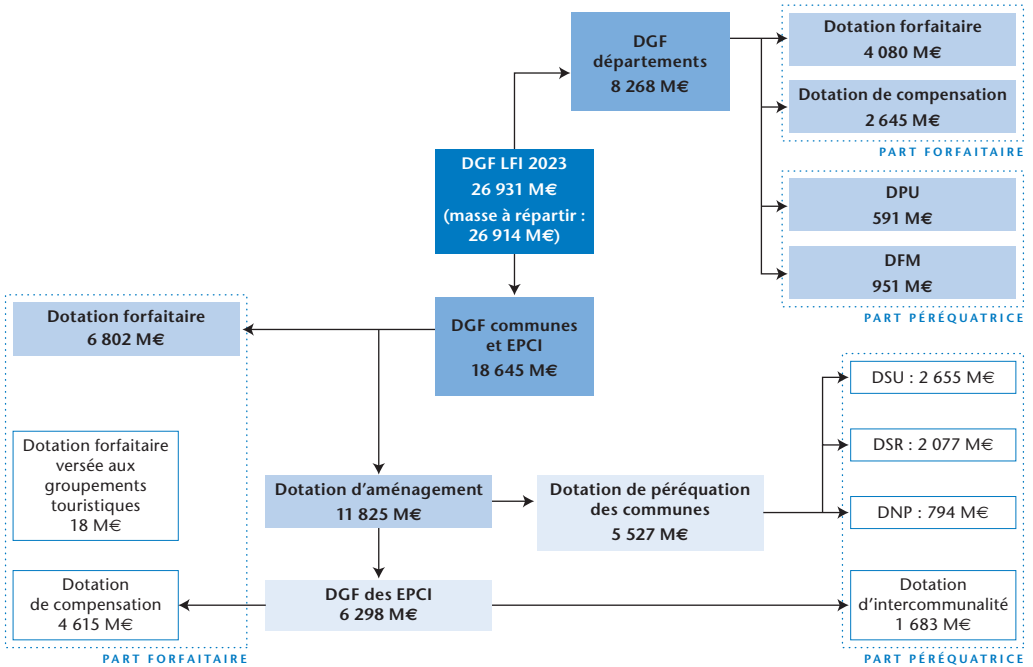 DGF
départements
8 268 M€
Dotation forfaitaire
4 080 M€
Dotation de compensation
2 645 M€
PART FORFAITAIRE
DGF LFI 2023
26 931 M€
(masse à répartir :
26 914 M€)
DPU
591 M€
DFM
951 M€
PART PÉRÉQUATRICE
Dotation forfaitaire
6 802 M€
DGF communes
et EPCI
18 645 M€
DSU : 2 655 M€
Dotation forfaitaire
versée aux
groupements
touristiques
18 M€
DSR : 2 077 M€
Dotation d'aménagement
11 825 M€
Dotation de péréquation
des communes
5 527 M€
DNP : 794 M€
Dotation
de compensation
4 615 M€
DGF des EPCI
6 298 M€
Dotation
d'intercommunalité
1 683 M€
PART FORFAITAIRE
PART PÉRÉQUATRICE